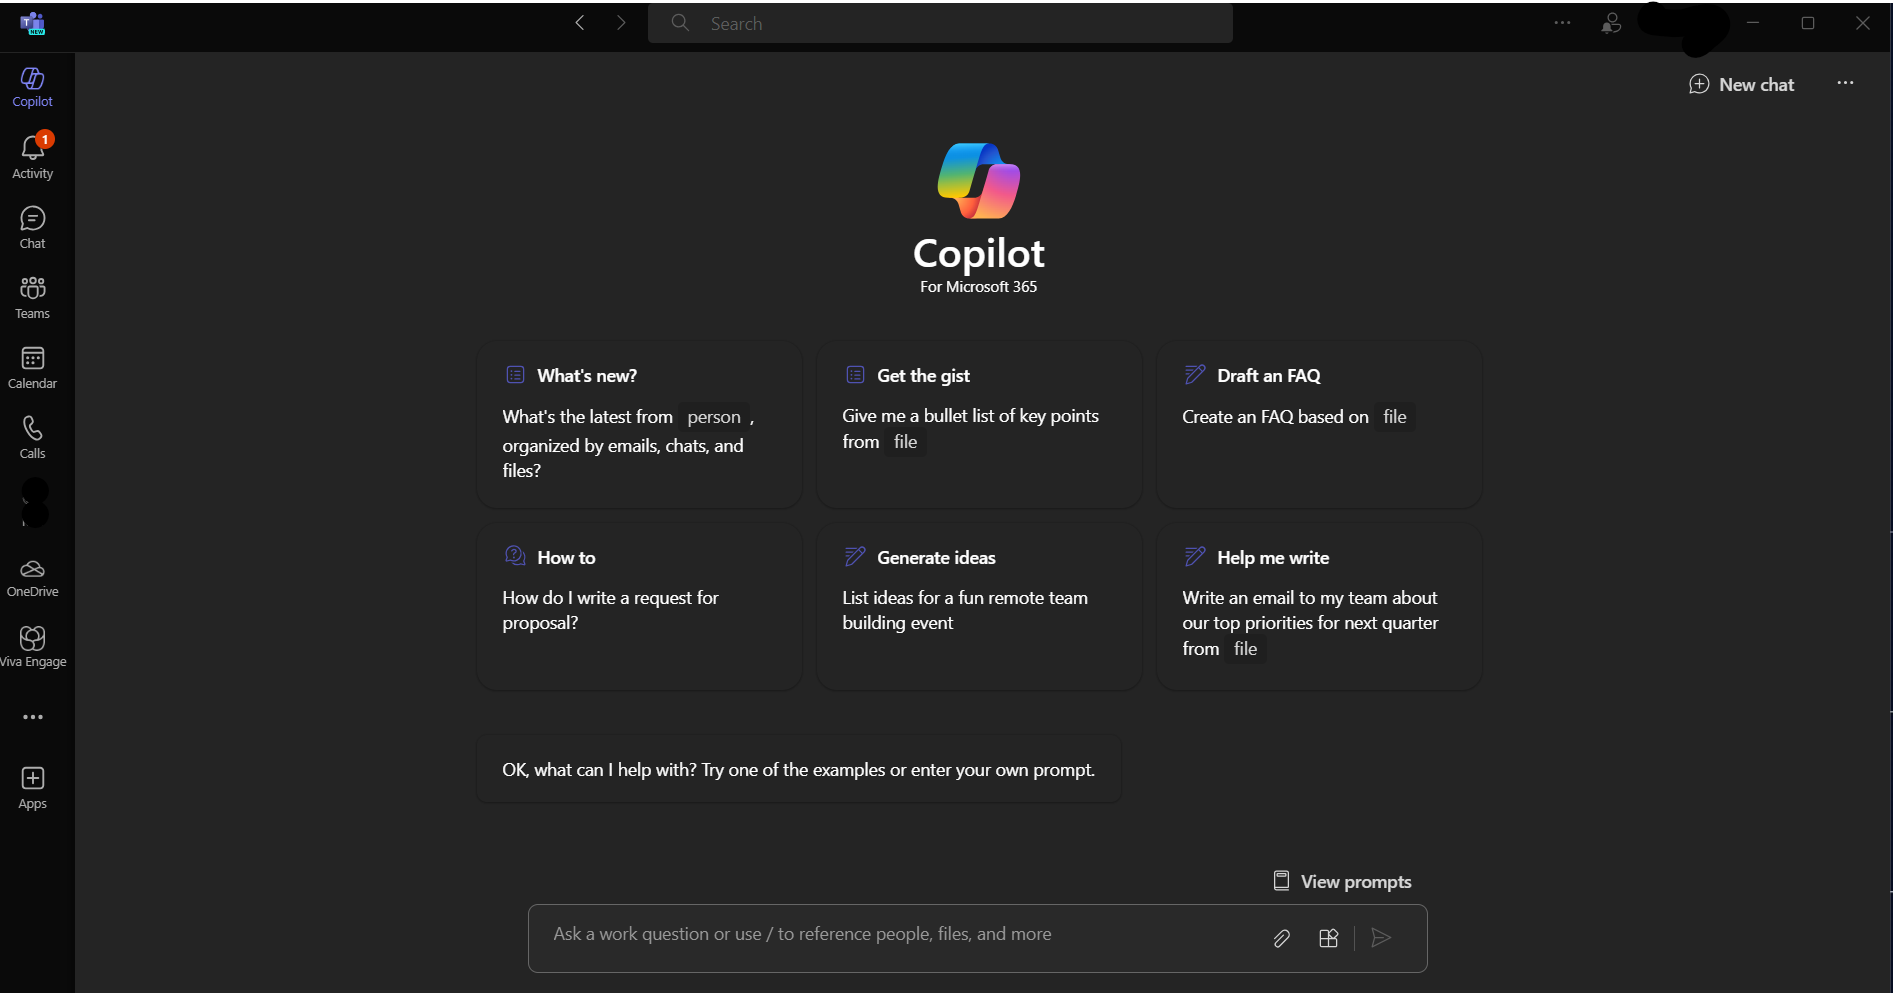 T
NEW
Search
New chat
Copilot
1
Activity
Chat
Teams
Calendar
Calls
OneDrive
Viva Engage
Apps
Copilot
For Microsoft 365
What's new?
What's the latest from person ,
organized by emails, chats, and
files?
Get the gist
Give me a bullet list of key points
from file
Draft an FAQ
Create an FAQ based on file
How to
How do I write a request for
proposal?
Generate ideas
List ideas for a fun remote team
building event
Help me write
Write an email to my team about
our top priorities for next quarter
from file
OK, what can I help with? Try one of the examples or enter your own prompt.
View prompts
Ask a work question or use / to reference people, files, and more